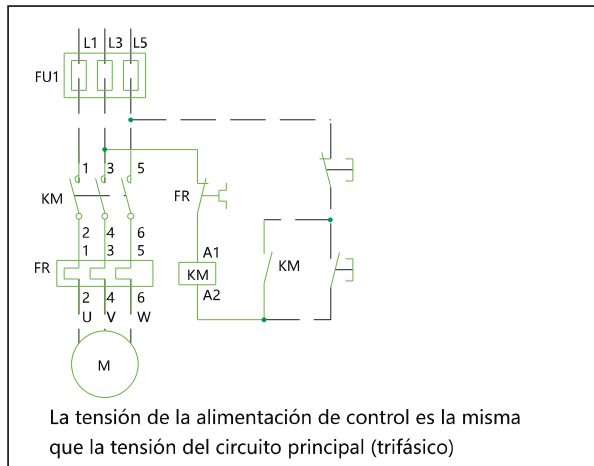 L1 L3 L5
FU1
1 3 5
KM
FR
2 4 6
1 3 5
A1
FR
KM
KM
A2
2 4 6
U V W
M
La tensión de la alimentación de control es la misma
que la tensión del circuito principal (trifásico)